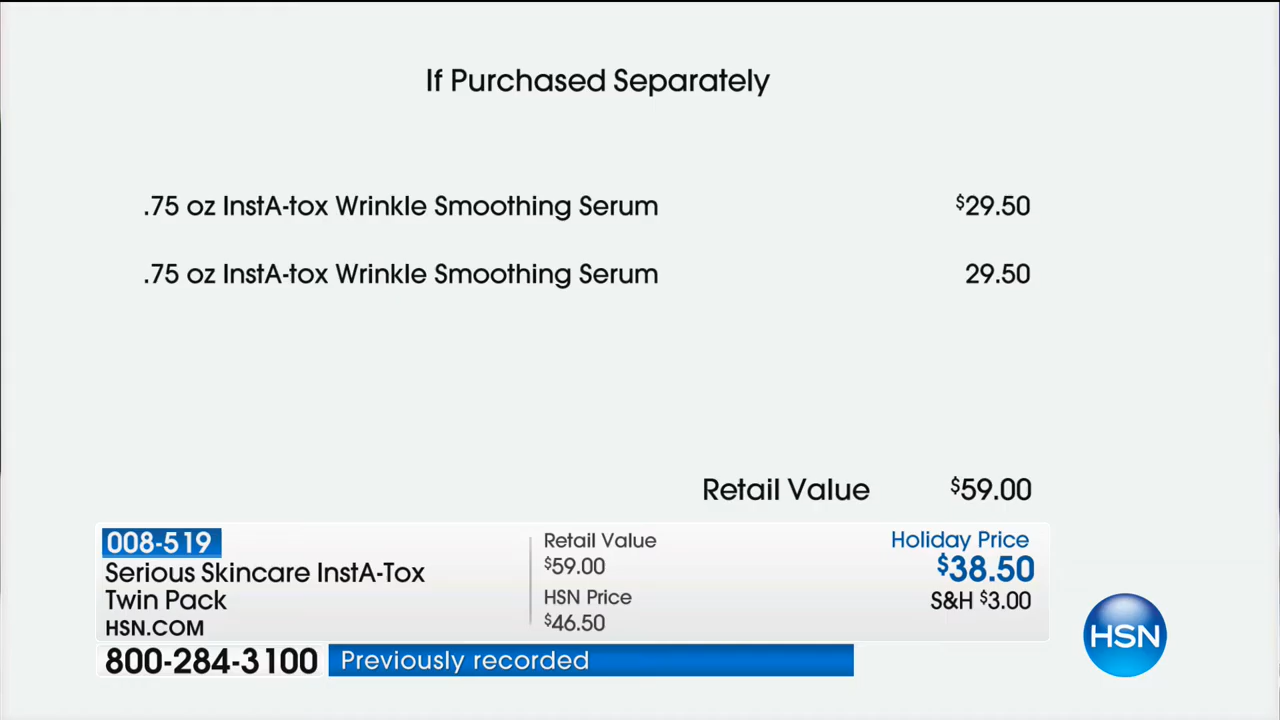 If Purchased Separately
.75 oz InstA-tox Wrinkle Smoothing Serum $29.50
.75 oz InstA-tox Wrinkle Smoothing Serum 29.50
Retail Value $59.00
008-519
Serious Skincare InstA-Tox
Twin Pack
HSN.COM
Retail Value
$59.00
HSN Price
$46.50
Holiday Price
$38.50
S&H $3.00
800-284-3100
Previously recorded
HSN